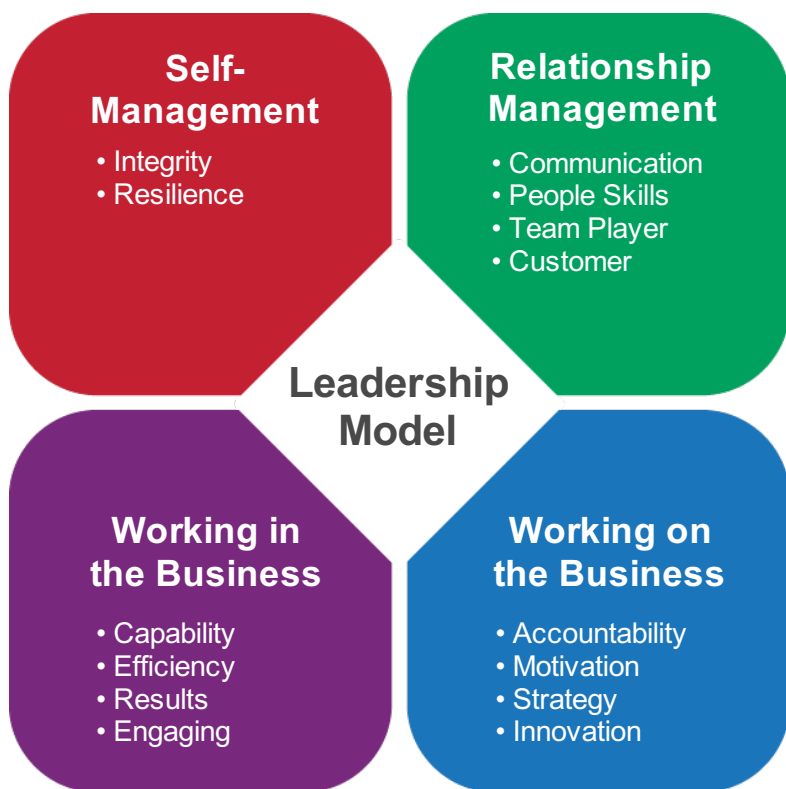 Self-
Management
• Integrity
• Resilience
Relationship
Management
• Communication
• People Skills
• Team Player
• Customer
Leadership
Model
Working in
the Business
• Capability
• Efficiency
• Results
• Engaging
Working on
the Business
• Accountability
• Motivation
• Strategy
• Innovation